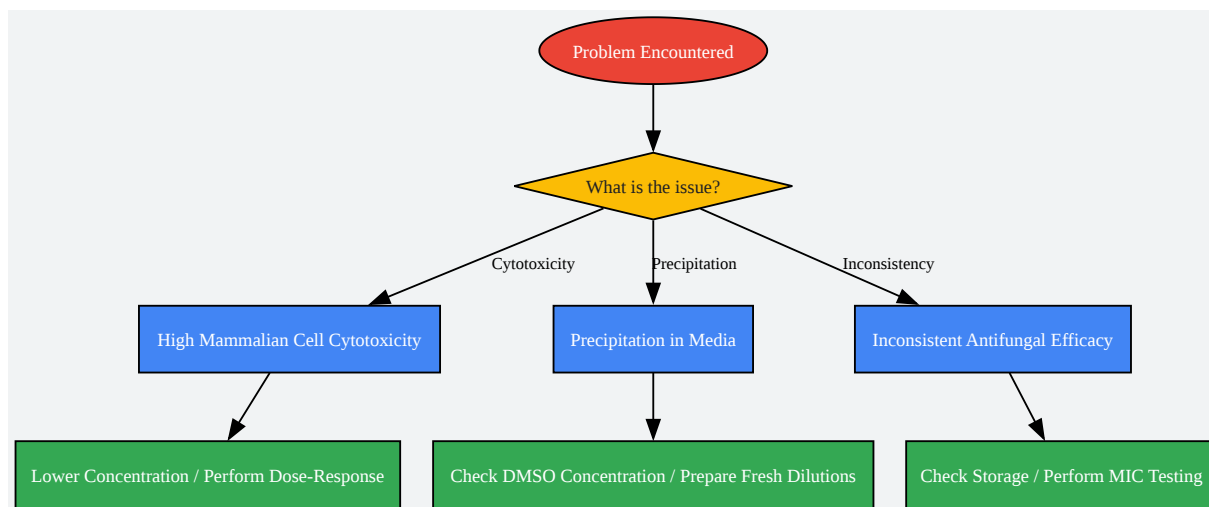 Problem Encountered
What is the issue?
Cytotoxicity
Precipitation
Inconsistency
High Mammalian Cell Cytotoxicity
Precipitation in Media
Inconsistent Antifungal Efficacy
Lower Concentration / Perform Dose-Response
Check DMSO Concentration / Prepare Fresh Dilutions
Check Storage / Perform MIC Testing